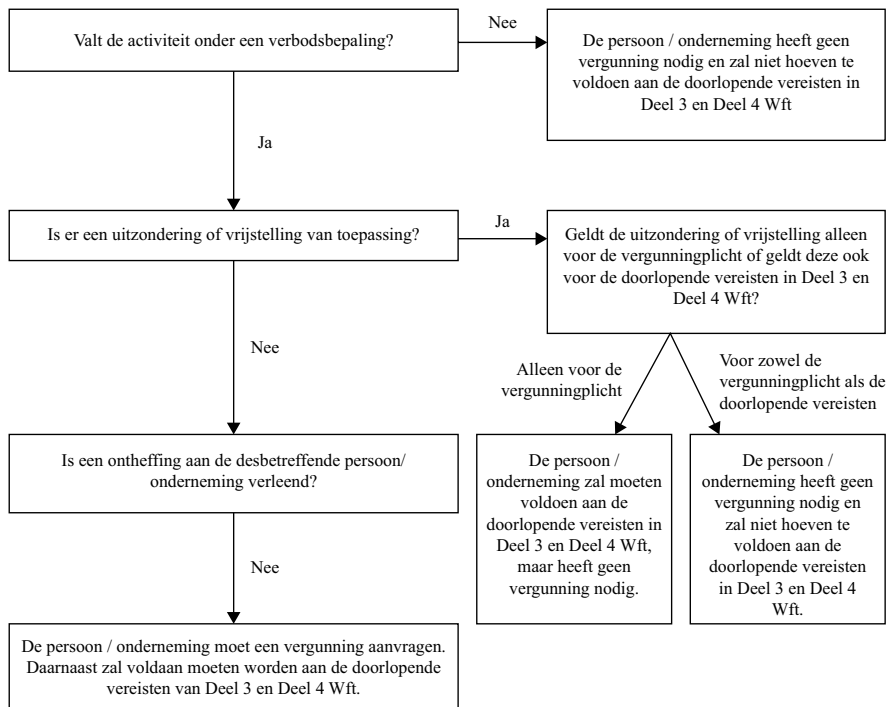 Valt de activiteit onder een verbodsbepaling?
Nee
De persoon / onderneming heeft geen
vergunning nodig en zal niet hoeven te
voldoen aan de doorlopende vereisten in
Deel 3 en Deel 4 Wft
Ja
Is er een uitzondering of vrijstelling van toepassing?
Ja
Geldt de uitzondering of vrijstelling alleen
voor de vergunningplicht of geldt deze ook
voor de doorlopende vereisten in Deel 3 en
Deel 4 Wft?
Nee
Alleen voor de
vergunningplicht
Voor zowel de
vergunningplicht als de
doorlopende vereisten
Is een ontheffing aan de desbetreffende persoon/
onderneming verleend?
De persoon /
onderneming zal moeten
voldoen aan de
doorlopende vereisten in
Deel 3 en Deel 4 Wft,
maar heeft geen
vergunning nodig.
De persoon /
onderneming heeft geen
vergunning nodig en
zal niet hoeven te
voldoen aan de
doorlopende vereisten
in Deel 3 en Deel 4
Wft.
Nee
De persoon / onderneming moet een vergunning aanvragen.
Daarnaast zal voldaan moeten worden aan de doorlopende
vereisten van Deel 3 en Deel 4 Wft.